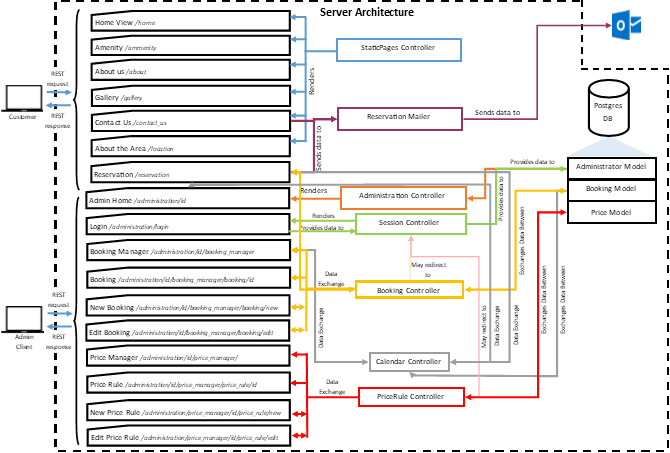 Server Architecture
Home View /home
Amenity /ammenity
About us /about
Gallery /gallery
Contact Us /contact_us
About the Area /location
Reservation /reservation
Admin Home /administration/id
Login /administration/login
Booking Manager /administration/id/booking_manager
Booking /administration/id/booking_manager/booking/id
New Booking /administration/id/booking_manager/booking/new
Edit Booking /administration/id/booking_manager/booking/edit
Price Manager /administration/id/price_manager/
Price Rule /administration/id/price_manager/price_rule/id
New Price Rule /administration/price_manager/id/price_rule/new
Edit Price Rule /administration/price_manager/id/price_rule/edit
REST
request
REST
response
Customer
REST
request
REST
response
Admin
Client
StaticPages Controller
Renders
Reservation Mailer
Sends data to
Sends data to
Postgres
DB
Administrator Model
Booking Model
Price Model
Provides data to
Provides data to
Administration Controller
Renders
Session Controller
Renders
Provides data to
May redirect
to
Booking Controller
Data
Exchange
Calendar Controller
Data Exchange
PriceRule Controller
Data
Exchange
May redirect to
Data Exchange
Data Exchange
Exchanges Data Between
Exchanges Data Between
Exchanges Data Between